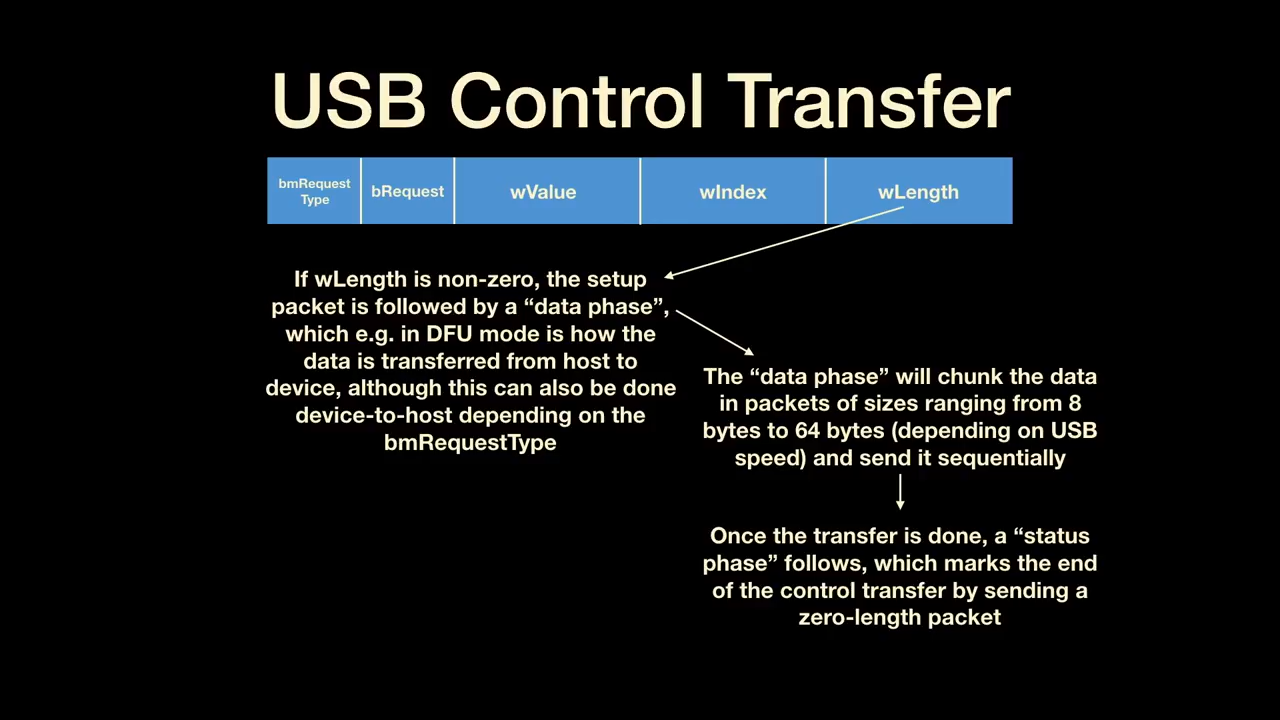 USB Control Transfer
bmRequest
Type
bRequest
wValue
wIndex
wLength
If wLength is non-zero, the setup
packet is followed by a “data phase”,
which e.g. in DFU mode is how the
data is transferred from host to
device, although this can also be done
device-to-host depending on the
bmRequestType
The “data phase” will chunk the data
in packets of sizes ranging from 8
bytes to 64 bytes (depending on USB
speed) and send it sequentially
Once the transfer is done, a “status
phase” follows, which marks the end
of the control transfer by sending a
zero-length packet